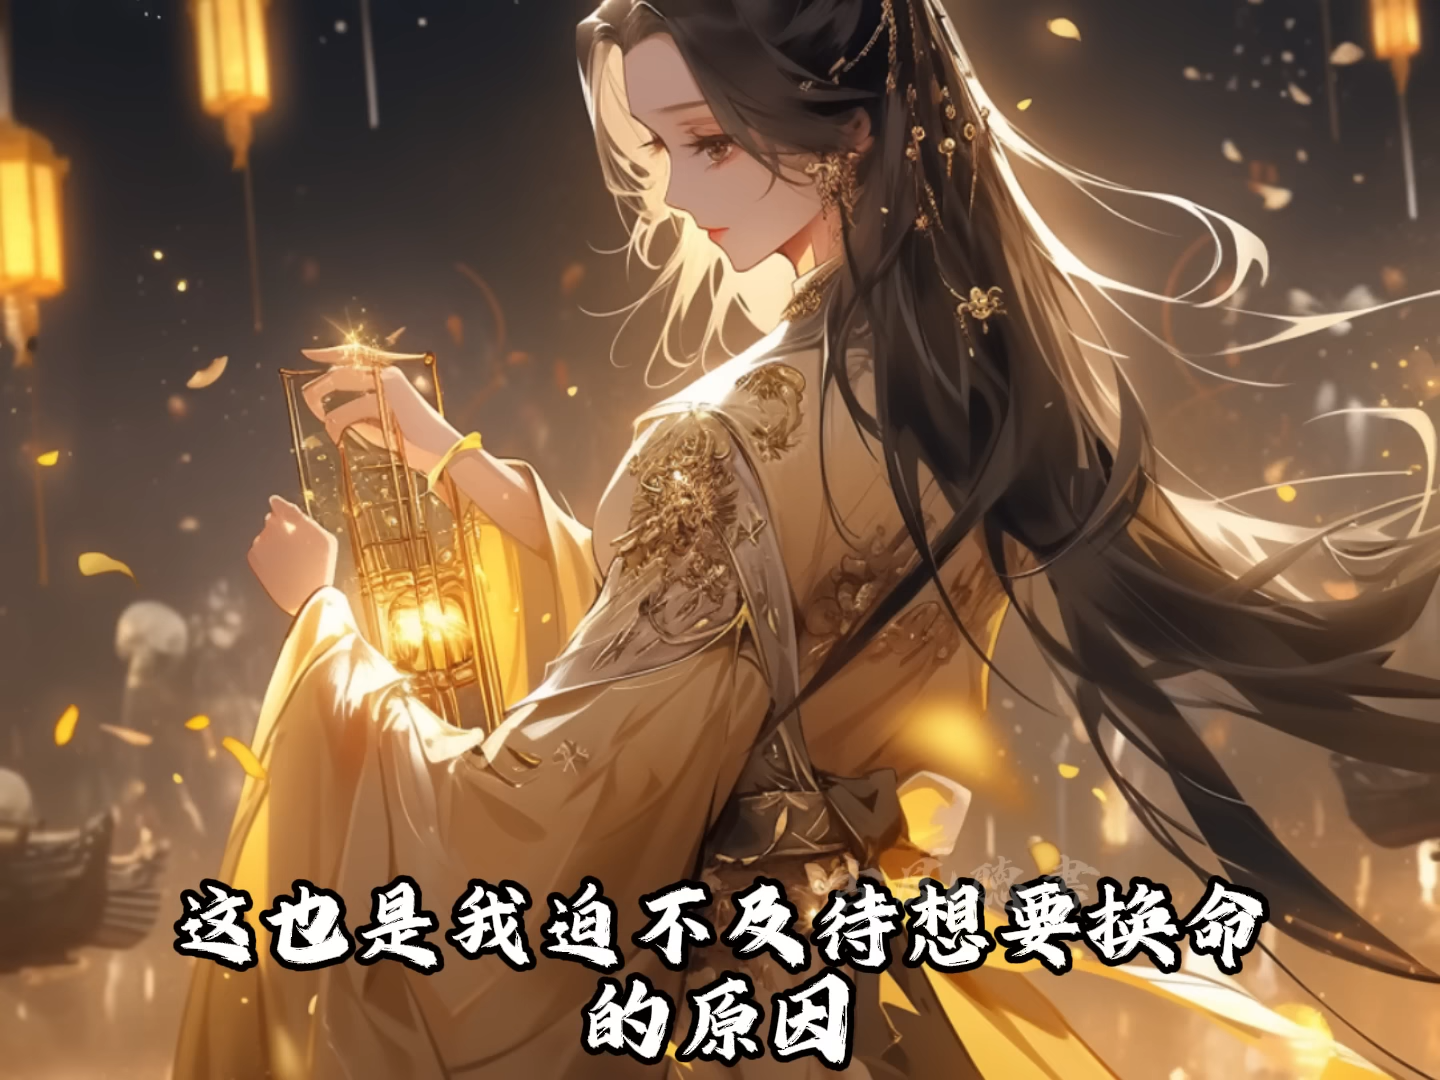 这也是我迫不及待想要换命
的原因